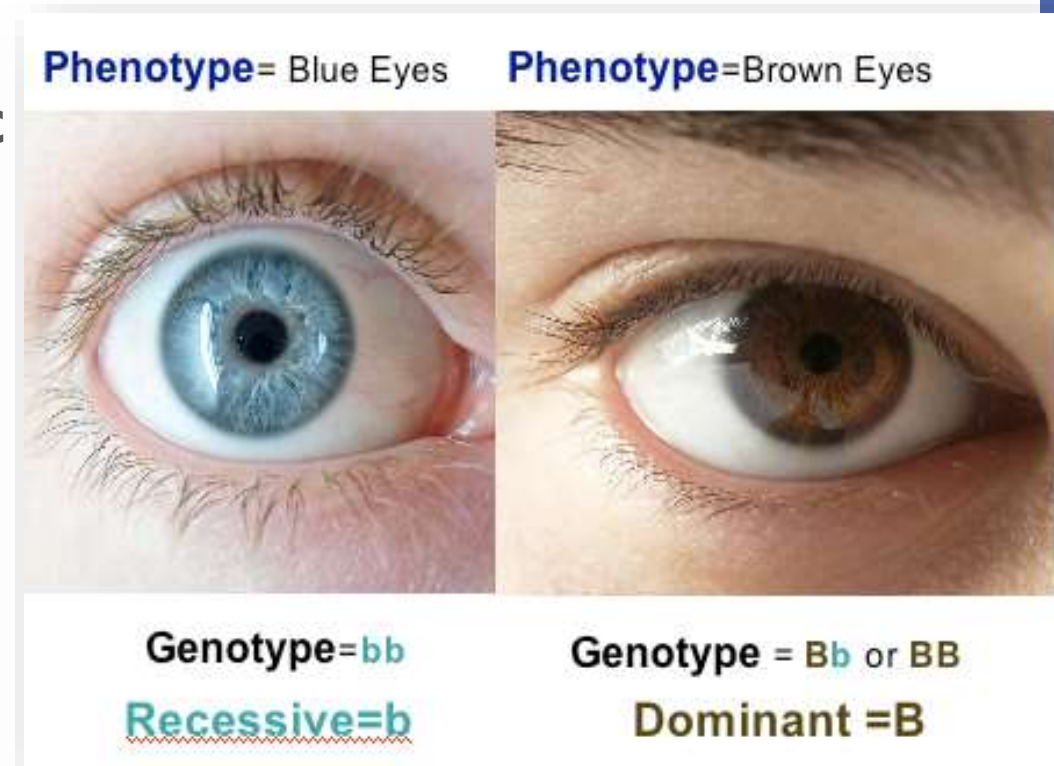 Phenotype= Blue Eyes
Phenotype=Brown Eyes
Genotype=bb
Genotype = Bb or BB
Recessive=b
Dominant =B